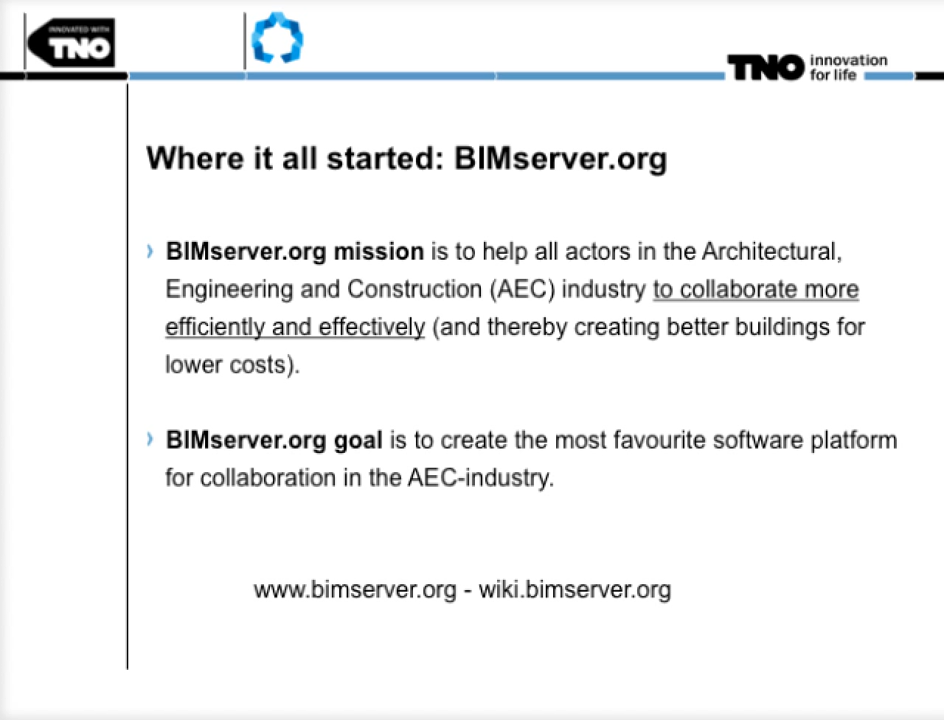 INNOVATED WITH
TNO
TNO innovation
for life
Where it all started: BIMserver.org
› BIMserver.org mission is to help all actors in the Architectural,
Engineering and Construction (AEC) industry to collaborate more
efficiently and effectively (and thereby creating better buildings for
lower costs).
› BIMserver.org goal is to create the most favourite software platform
for collaboration in the AEC-industry.
www.bimserver.org - wiki.bimserver.org